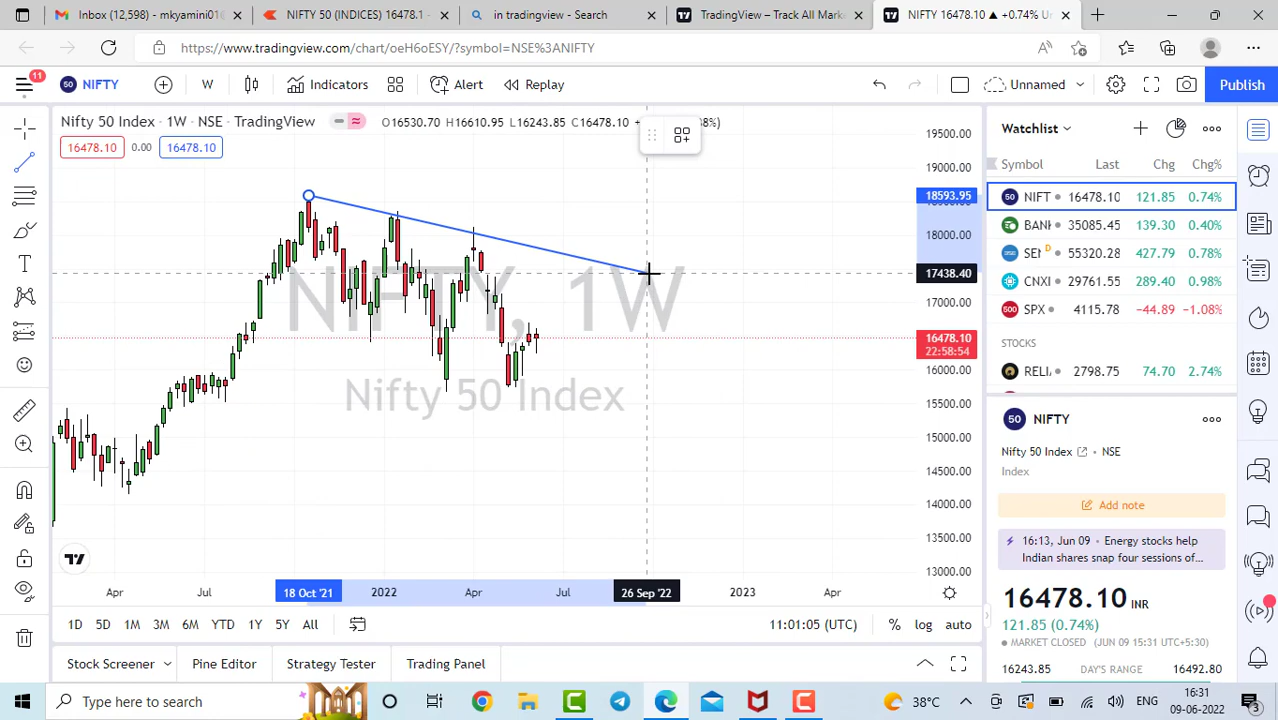 Inbox (12,598) - mykyamini01@
NIFTY 50 (INDICES) 16478.1
in tradingview - Search
TradingView – Track All Market
NIFTY 16478.10 ▲ +0.74% Un
https://www.tradingview.com/chart/oeH6oESY/?symbol=NSE%3ANIFTY
11
50 NIFTY
W
Indicators
Alert
Replay
Unnamed
Publish
Nifty 50 Index · 1W · NSE · TradingView
O16530.70 H16610.95 L16243.85 C16478.10
16478.10
0.00
16478.10
NIFTY, 1W
Nifty 50 Index
19500.00
19000.00
18593.95
18000.00
17438.40
17000.00
16478.10
22:58:54
16000.00
15500.00
15000.00
14500.00
14000.00
13500.00
13000.00
Apr
Jul
18 Oct '21
2022
Apr
Jul
26 Sep '22
2023
Apr
1D
5D
1M
3M
6M
YTD
1Y
5Y
All
11:01:05 (UTC)
%
log
auto
Stock Screener
Pine Editor
Strategy Tester
Trading Panel
Watchlist
Symbol
Last
Chg
Chg%
50 NIFT 16478.10 121.85 0.74%
BANK 35085.45 139.30 0.40%
SEN D 55320.28 427.78 0.79%
CNXI 29761.55 289.40 0.98%
500 SPX 4115.78 -44.89 -1.08%
STOCKS
RELI 2798.75 74.70 2.74%
50 NIFTY
Nifty 50 Index • NSE
Index
Add note
16:13, Jun 09 • Energy stocks help
Indian shares snap four sessions of...
16478.10 INR
121.85 (0.74%)
MARKET CLOSED (JUN 09 15:31 UTC+5:30)
16243.85
DAY'S RANGE
16492.80
Type here to search
38°C
ENG
16:31
09-06-2022
3